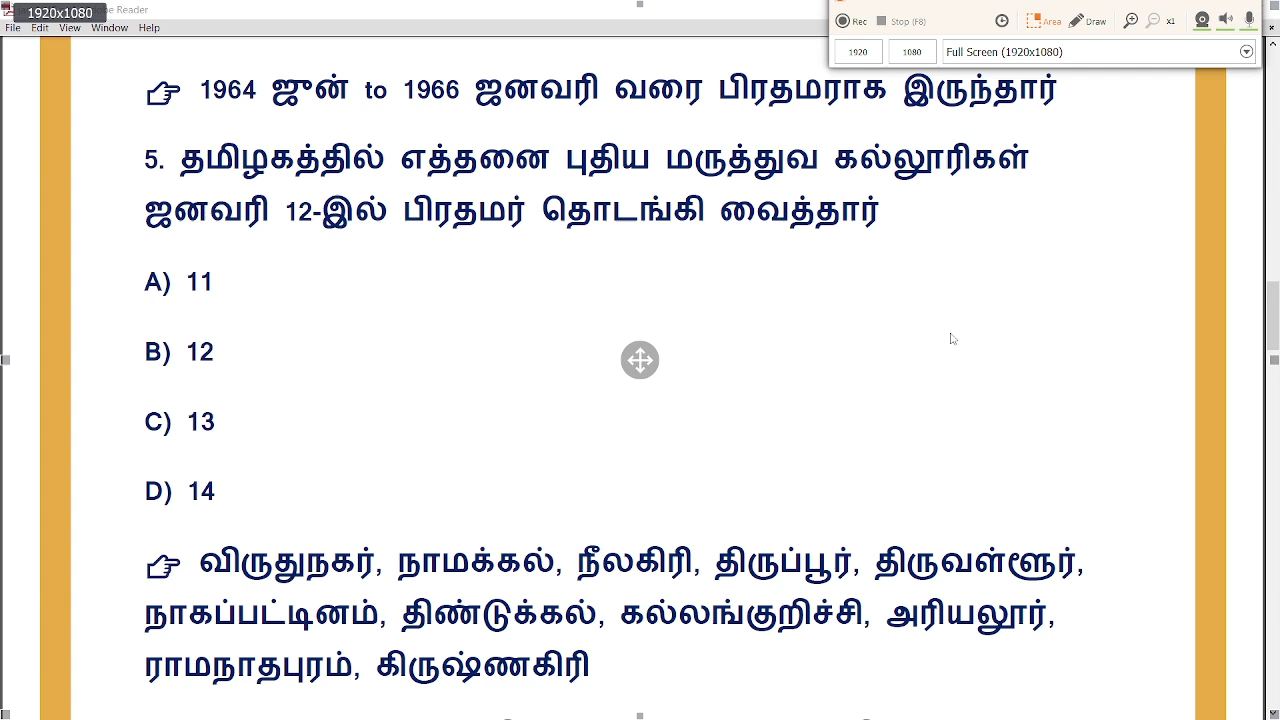 1920x1080
be Reader
File Edit View Window Help
Rec Stop (F8) Area Draw x1
1920 1080 Full Screen (1920x1080)
1964 ஜுன் to 1966 ஜனவரி வரை பிரதமராக இருந்தார்
5. தமிழகத்தில் எத்தனை புதிய மருத்துவ கல்லூரிகள்
ஜனவரி 12-இல் பிரதமர் தொடங்கி வைத்தார்
A) 11
B) 12
C) 13
D) 14
விருதுநகர், நாமக்கல், நீலகிரி, திருப்பூர், திருவள்ளூர்,
நாகப்பட்டினம், திண்டுக்கல், கல்லங்குறிச்சி, அரியலூர்,
ராமநாதபுரம், கிருஷ்ணகிரி